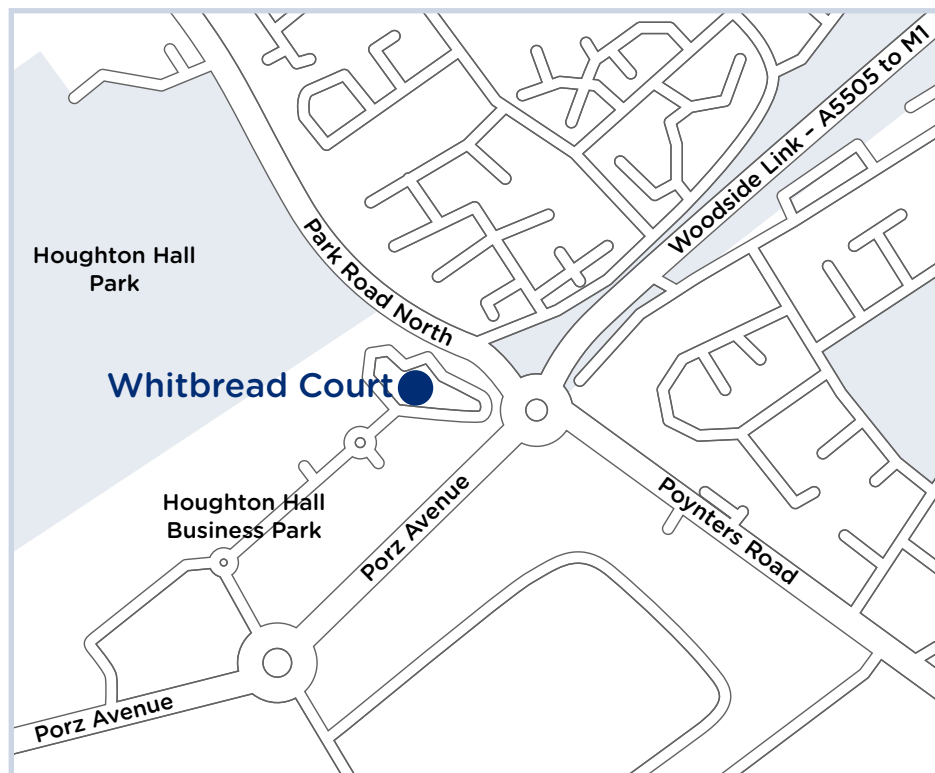 Woodside Link – A5505 to M1
Houghton Hall
Park
Park Road North
Whitbread Court
Houghton Hall
Business Park
Porz Avenue
Poynters Road
Porz Avenue